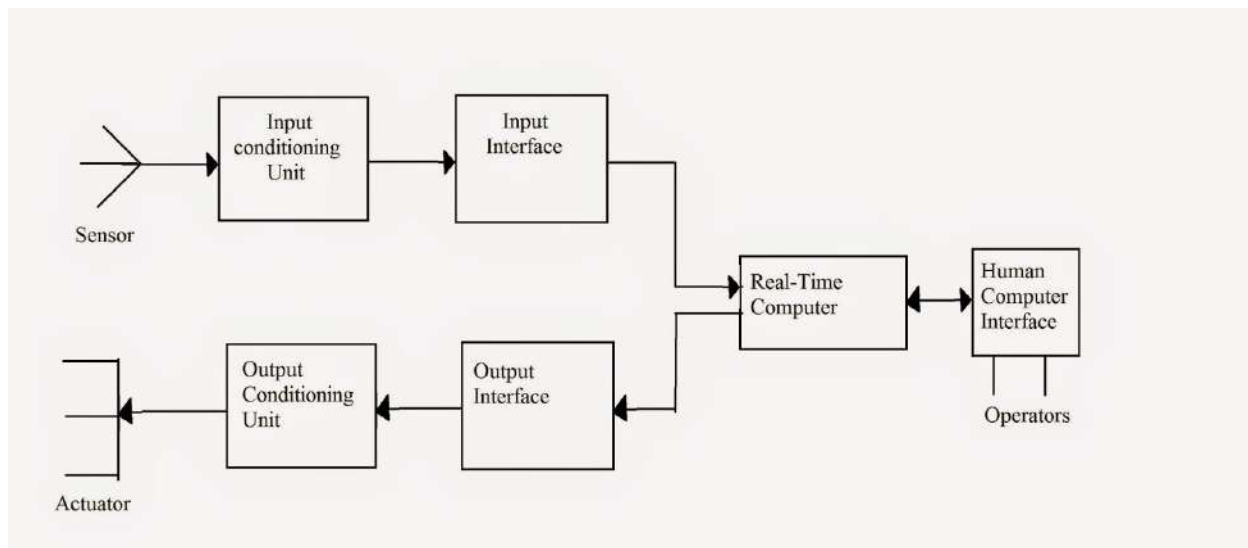 Input
conditioning
Unit
Input
Interface
Sensor
Real-Time
Computer
Human
Computer
Interface
Output
Conditioning
Unit
Output
Interface
Operators
Actuator